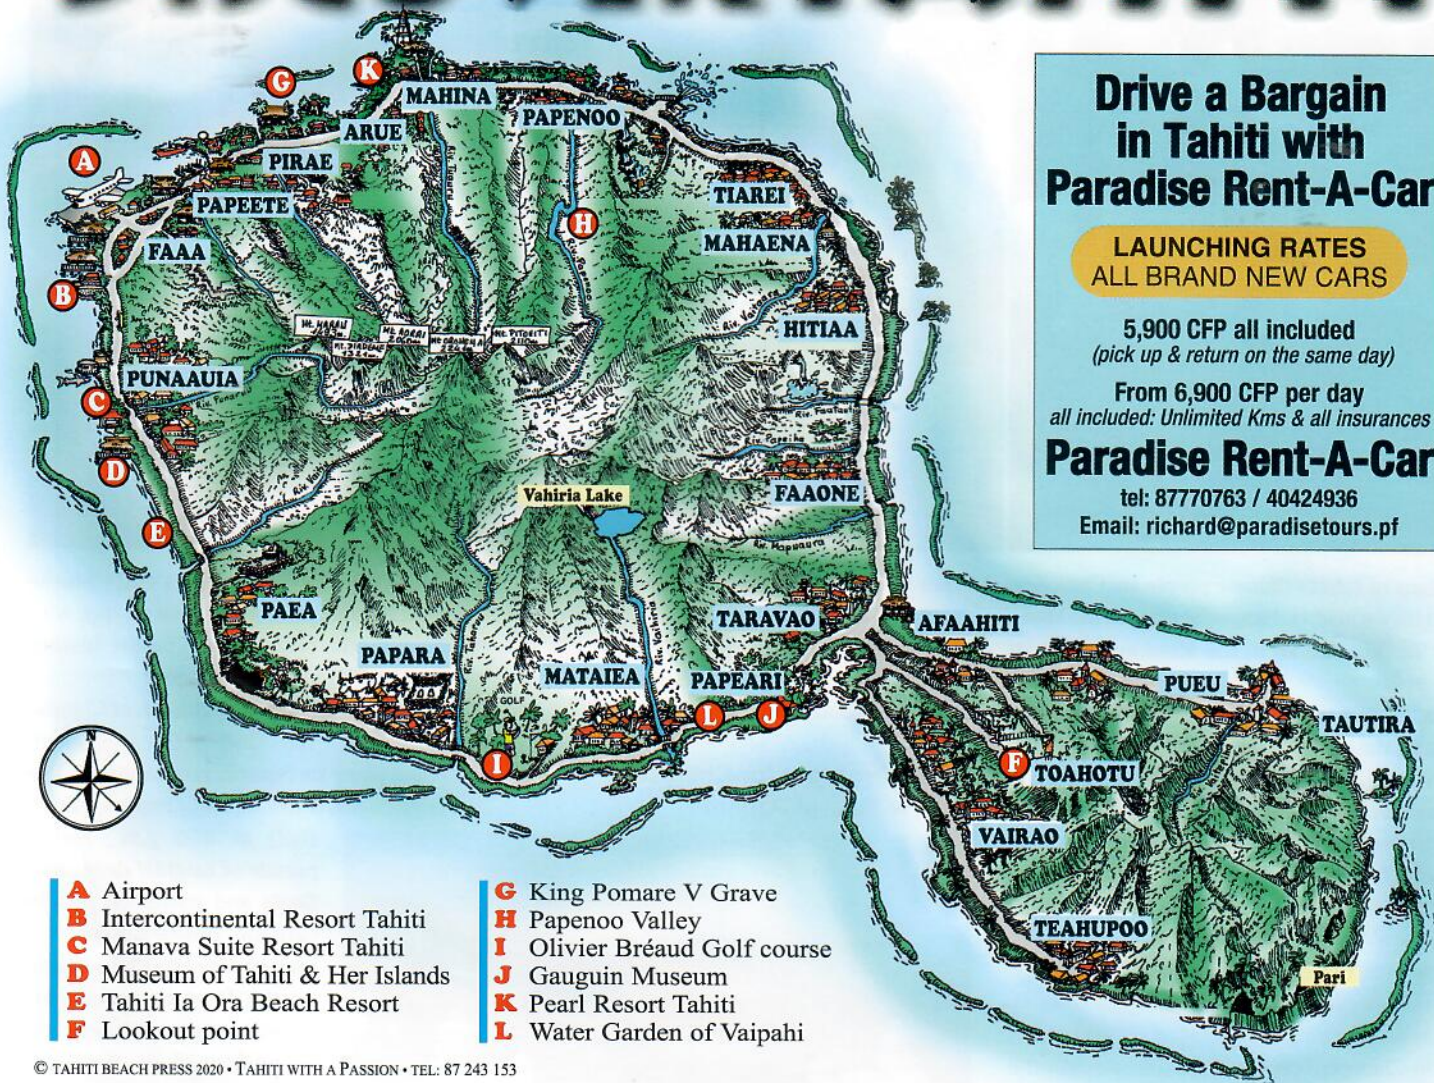 Drive a Bargain
in Tahiti with
Paradise Rent-A-Car
LAUNCHING RATES
ALL BRAND NEW CARS
5,900 CFP all included
(pick up & return on the same day)
From 6,900 CFP per day
all included: Unlimited Kms & all insurances
Paradise Rent-A-Car
tel: 87770763 / 40424936
Email: richard@paradisetours.pf
G
K
MAHINA
PAPENOO
ARUE
A
PIRAE
TIAREI
PAPEETE
H
MAHAENA
FAAA
B
HITIAA
PUNAAUIA
C
D
Vahiria Lake
FAAONE
E
PAEA
TARAVAO
AFAAHITI
PAPARA
MATAIEA
PAPEARI
PUEU
GOLF
L
J
TAUTIRA
N
I
F
TOAHOTU
VAIRAO
TEAHUPOO
Pari
A Airport
B Intercontinental Resort Tahiti
C Manava Suite Resort Tahiti
D Museum of Tahiti & Her Islands
E Tahiti Ia Ora Beach Resort
F Lookout point
G King Pomare V Grave
H Papenoo Valley
I Olivier Bréaud Golf course
J Gauguin Museum
K Pearl Resort Tahiti
L Water Garden of Vaipahi
© TAHITI BEACH PRESS 2020 • TAHITI WITH A PASSION • TEL: 87 243 153